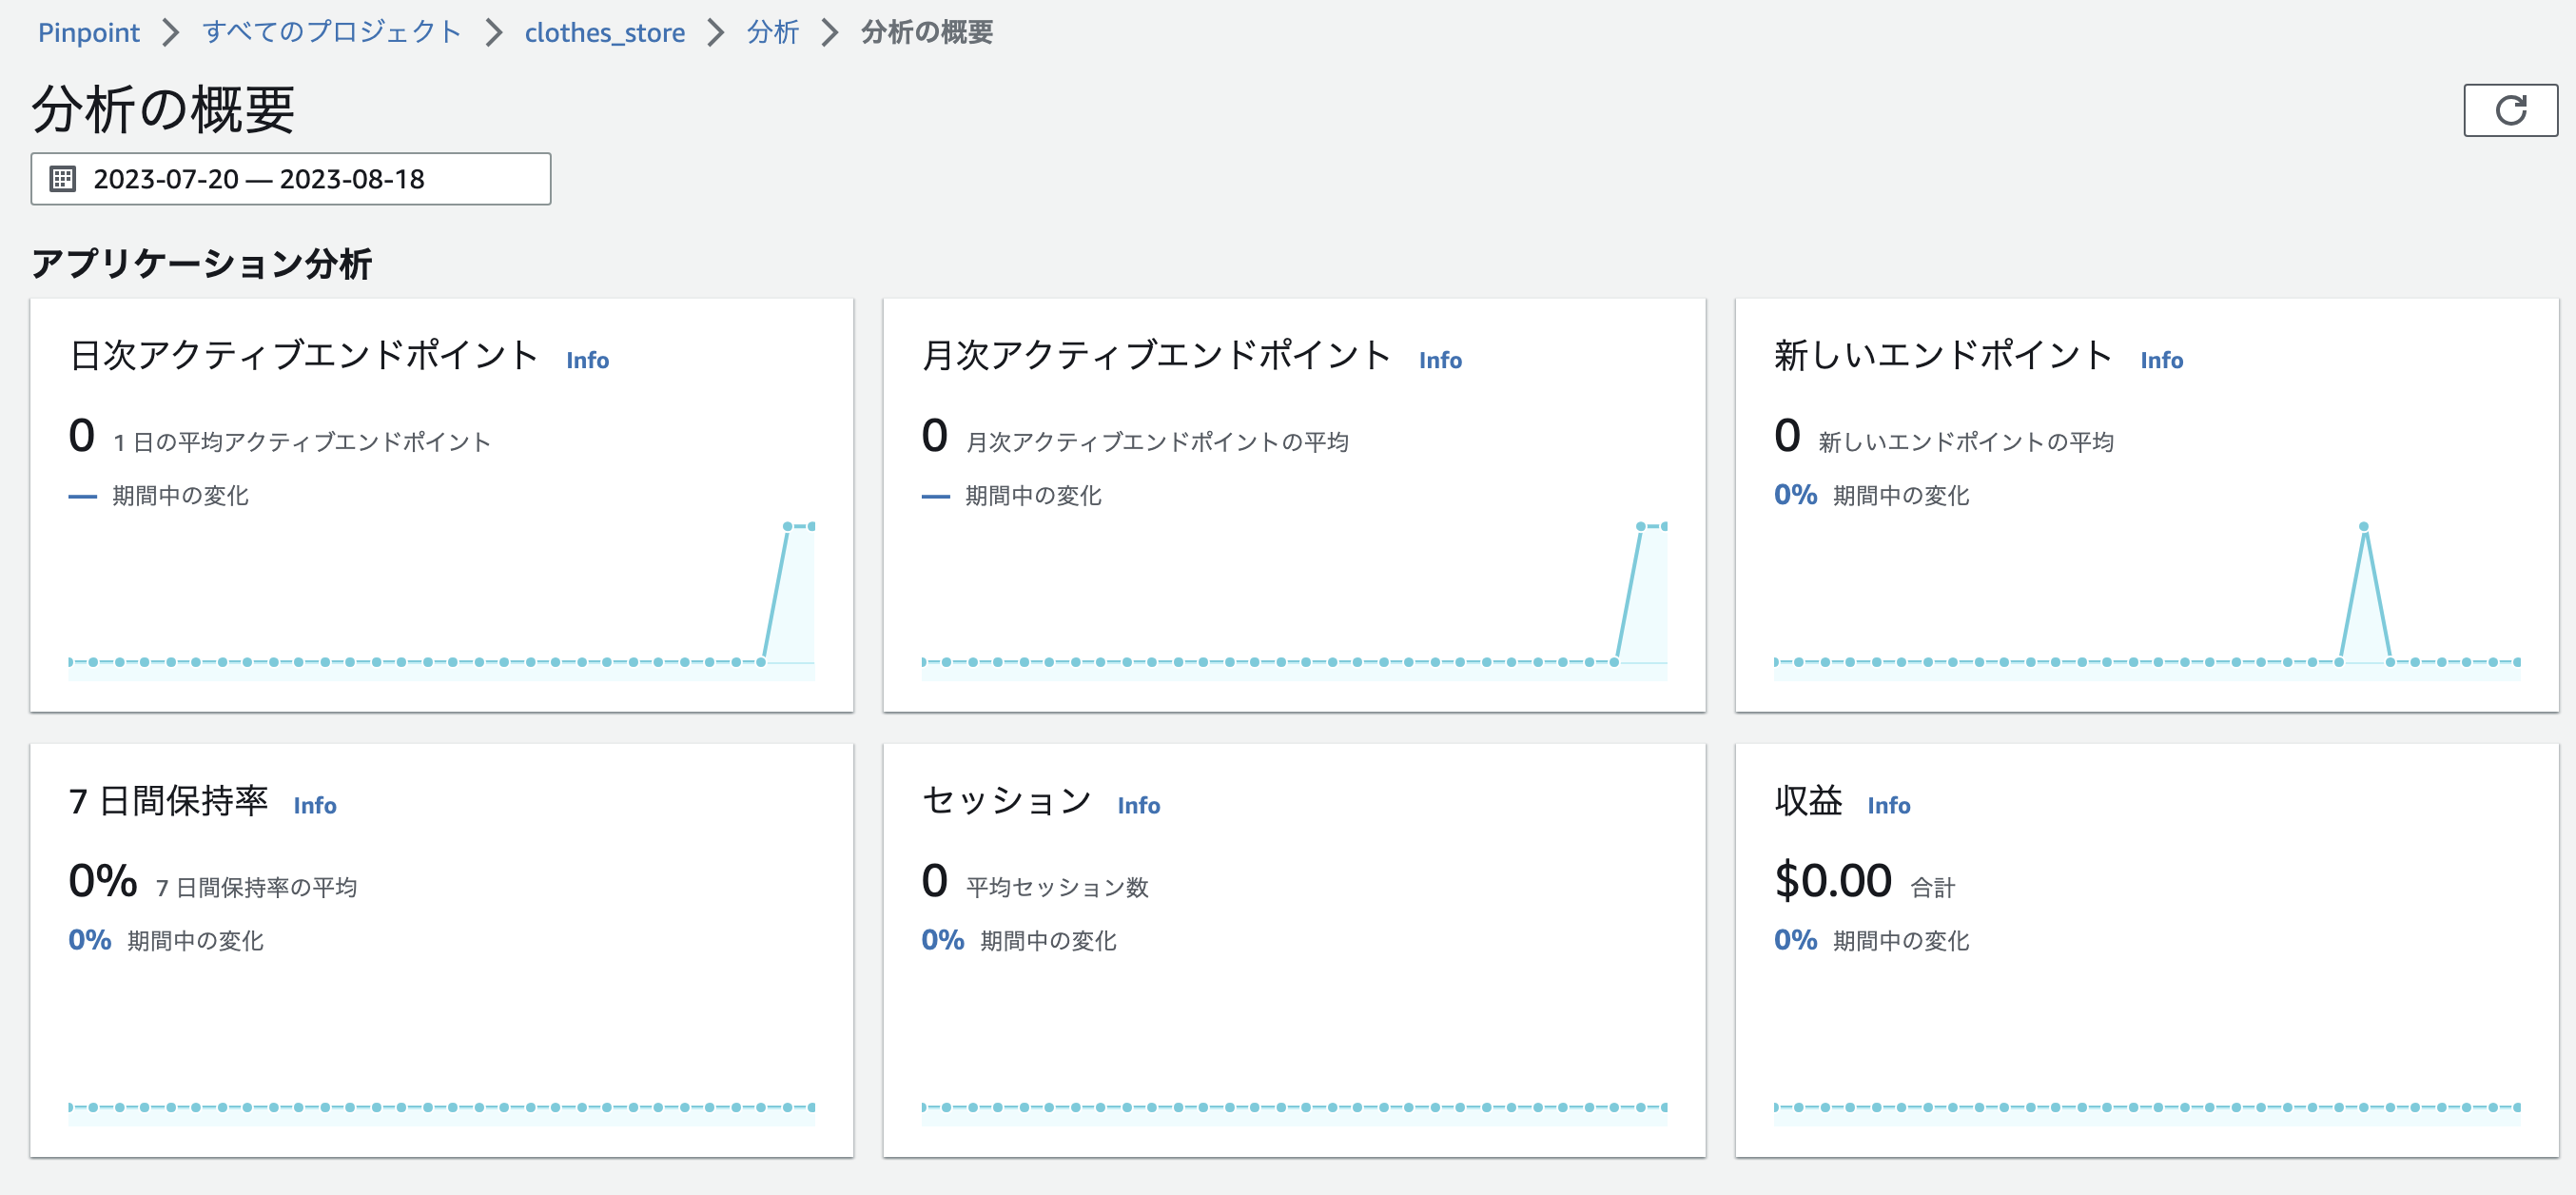 Pinpoint > すべてのプロジェクト > clothes_store > 分析 > 分析の概要
分析の概要
2023-07-20 — 2023-08-18
アプリケーション分析
日次アクティブエンドポイント Info
0 1 日の平均アクティブエンドポイント
— 期間中の変化
月次アクティブエンドポイント Info
0 月次アクティブエンドポイントの平均
— 期間中の変化
新しいエンドポイント Info
0 新しいエンドポイントの平均
0% 期間中の変化
7 日間保持率 Info
0% 7 日間保持率の平均
0% 期間中の変化
セッション Info
0 平均セッション数
0% 期間中の変化
収益 Info
$0.00 合計
0% 期間中の変化